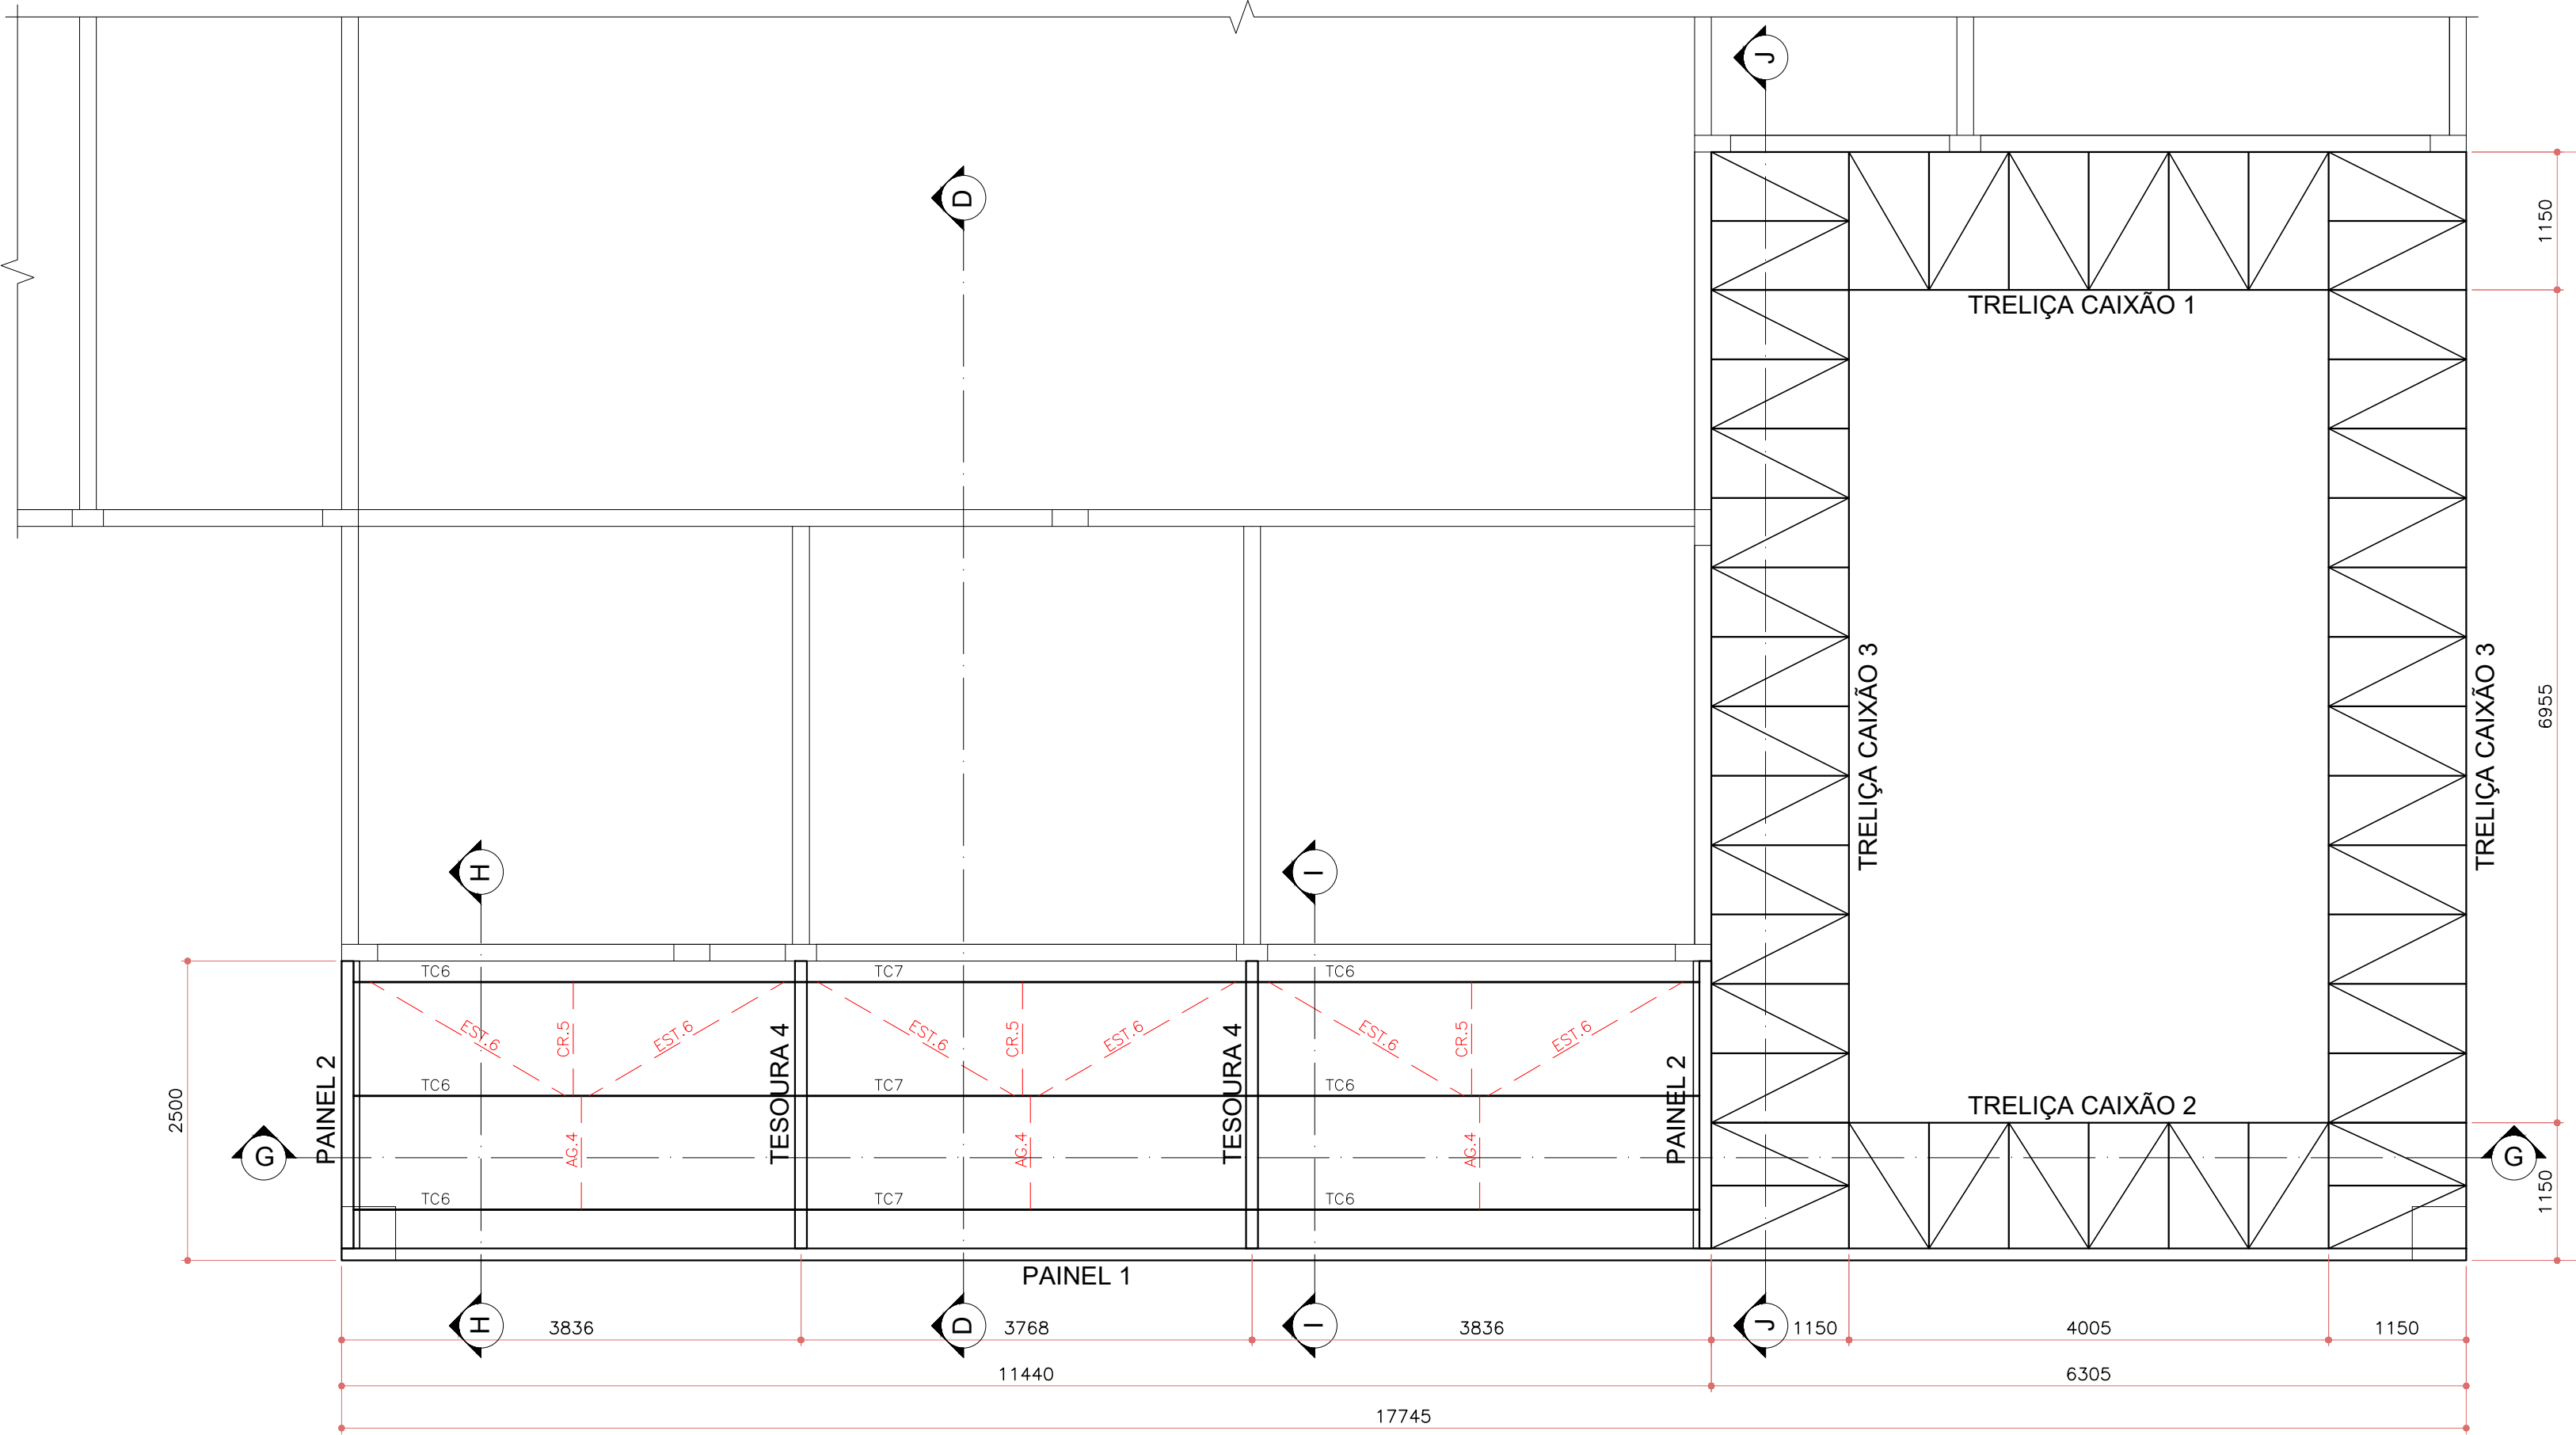 J
D
1150
TRELIÇA CAIXÃO 1
TRELIÇA CAIXÃO 3
TRELIÇA CAIXÃO 3
6955
H
I
TC6
TC7
TC6
EST.6
CR.5
EST.6
EST.6
CR.5
EST.6
EST.6
CR.5
EST.6
PAINEL 2
TESOURA 4
TESOURA 4
PAINEL 2
2500
TC6
TC7
TC6
TRELIÇA CAIXÃO 2
G
AG.4
AG.4
AG.4
G
1150
TC6
TC7
TC6
PAINEL 1
H
D
I
J
3836
3768
3836
1150
4005
1150
11440
6305
17745